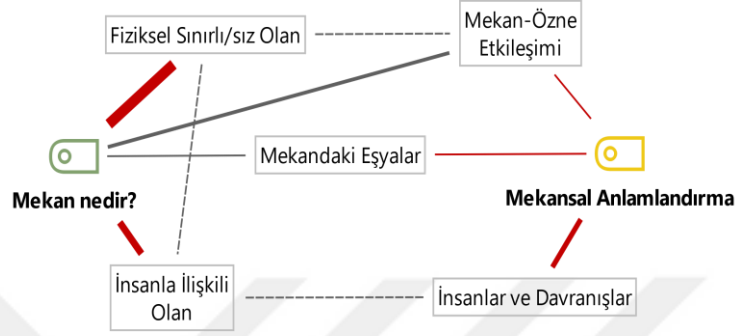 Fiziksel Sınırlı/sız Olan
Mekan-Özne
Etkileşimi
Mekandaki Eşyalar
Mekan nedir?
Mekansal Anlamlandırma
İnsanla İlişkili
Olan
İnsanlar ve Davranışlar